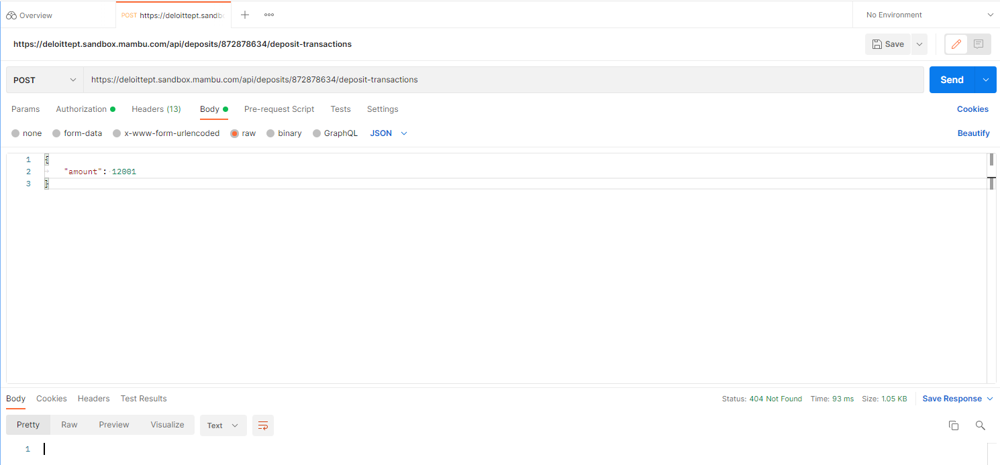 Overview
POST https://deloittept.sandb
No Environment
https://deloittept.sandbox.mambu.com/api/deposits/872878634/deposit-transactions
Save
POST
https://deloittept.sandbox.mambu.com/api/deposits/872878634/deposit-transactions
Send
Params Authorization Headers (13) Body Pre-request Script Tests Settings Cookies
none form-data x-www-form-urlencoded raw binary GraphQL JSON Beautify
1 {
2 "amount": 12001
3 }
Body Cookies Headers Test Results Status: 404 Not Found Time: 93 ms Size: 1.05 KB Save Response
Pretty Raw Preview Visualize Text
1